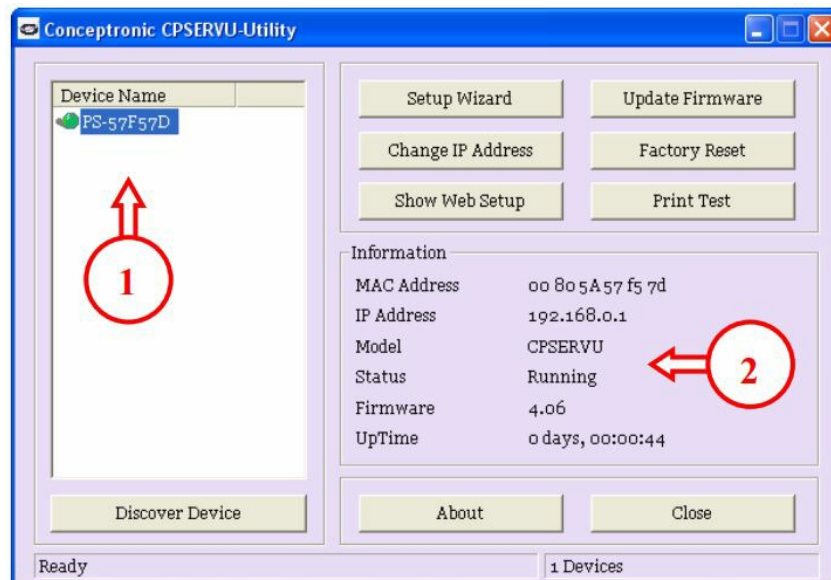 Conceptronic CPSERVU-Utility
Device Name
PS-57F57D
1
Discover Device
Setup Wizard
Update Firmware
Change IP Address
Factory Reset
Show Web Setup
Print Test
Information
MAC Address 00 80 5A 57 f5 7d
IP Address 192.168.0.1
Model CPSERVU
Status Running
Firmware 4.06
UpTime 0 days, 00:00:44
2
About
Close
Ready
1 Devices